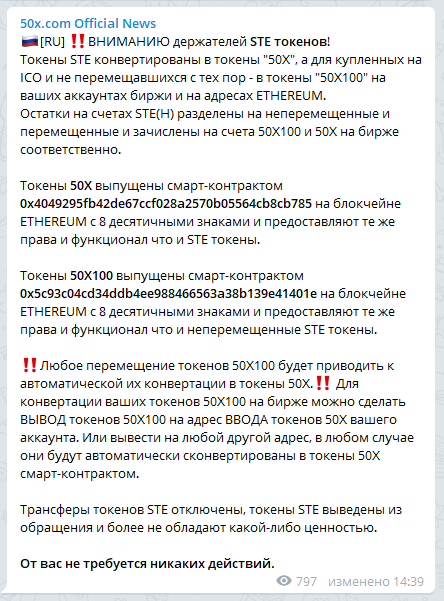 50x.com Official News
🇷🇺[RU] ‼️ВНИМАНИЮ держателей STE токенов!
Токены STE конвертированы в токены "50X", а для купленных на
ICO и не перемещавшихся с тех пор - в токены "50X100" на
ваших аккаунтах биржи и на адресах ETHEREUM.
Остатки на счетах STE(H) разделены на неперемещенные и
перемещенные и зачислены на счета 50X100 и 50X на бирже
соответственно.
Токены 50X выпущены смарт-контрактом
0x4049295fb42de67ccf028a2570b05564cb8cb785 на блокчейне
ETHEREUM с 8 десятичными знаками и предоставляют те же
права и функционал что и STE токены.
Токены 50X100 выпущены смарт-контрактом
0x5c93c04cd34ddb4ee988466563a38b139e41401e на блокчейне
ETHEREUM с 8 десятичными знаками и предоставляют те же
права и функционал что и неперемещенные STE токены.
‼️Любое перемещение токенов 50X100 будет приводить к
автоматической их конвертации в токены 50X.‼️ Для
конвертации ваших токенов 50X100 на бирже можно сделать
ВЫВОД токенов 50X100 на адрес ВВОДА токенов 50X вашего
аккаунта. Или вывести на любой другой адрес, в любом случае
они будут автоматически сконвертированы в токены 50X
смарт-контрактом.
Трансферы токенов STE отключены, токены STE выведены из
обращения и более не обладают какой-либо ценностью.
От вас не требуется никаких действий.
797 изменено 14:39